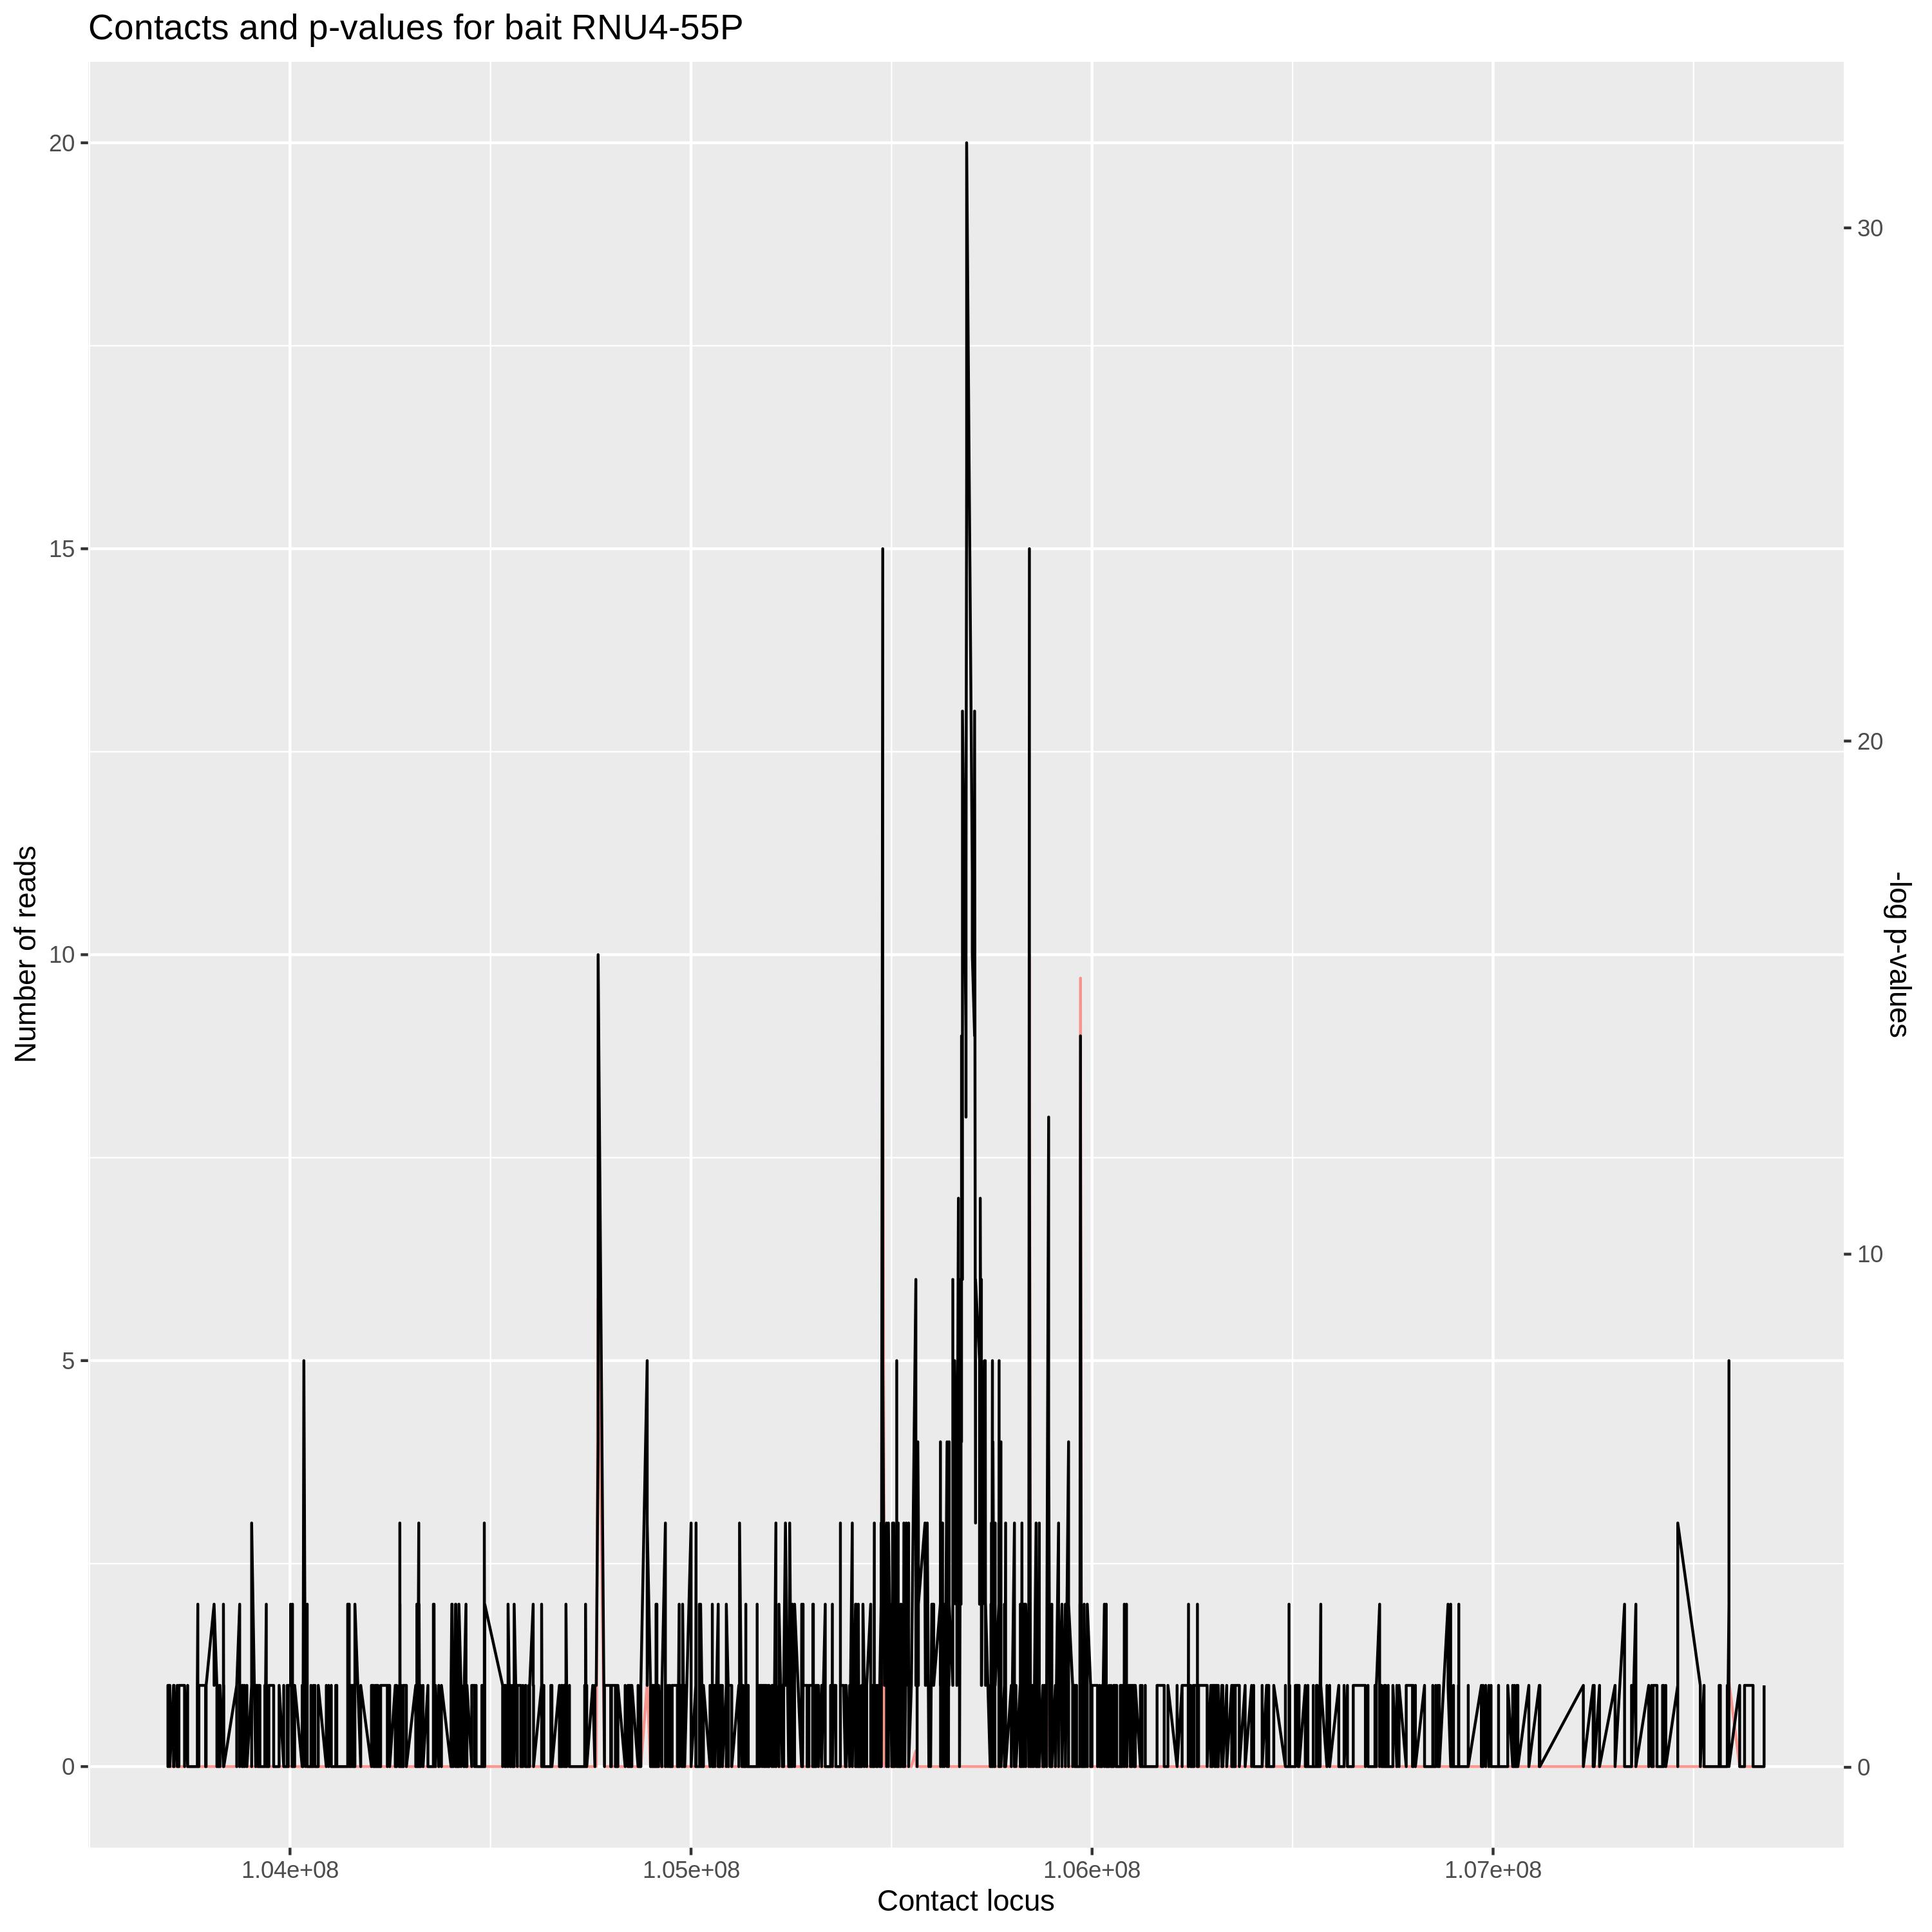 Contacts and p-values for bait RNU4-55P
20
15
10
5
0
30
20
10
0
Number of reads
-log p-values
1.04e+08
1.05e+08
1.06e+08
1.07e+08
Contact locus